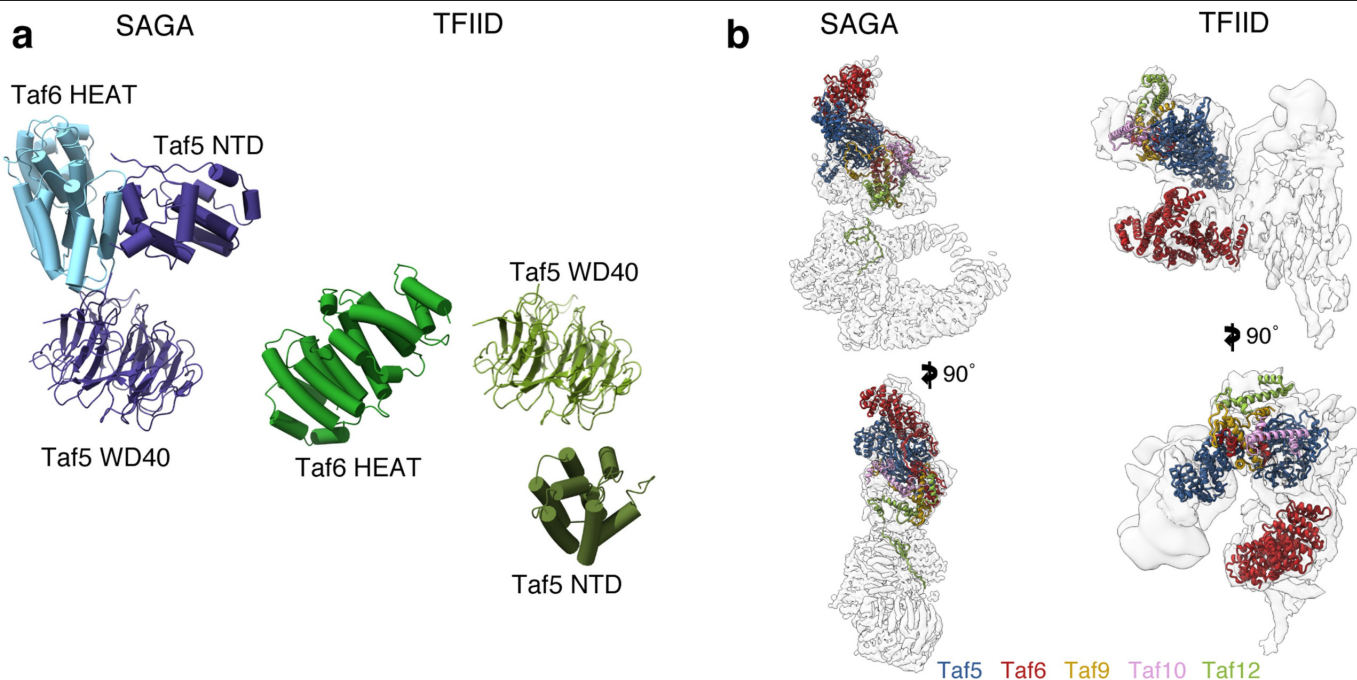 a
SAGA
TFIID
Taf6 HEAT
Taf5 NTD
Taf5 WD40
Taf5 WD40
Taf6 HEAT
Taf5 NTD
b
SAGA
TFIID
90°
90°
Taf5 Taf6 Taf9 Taf10 Taf12